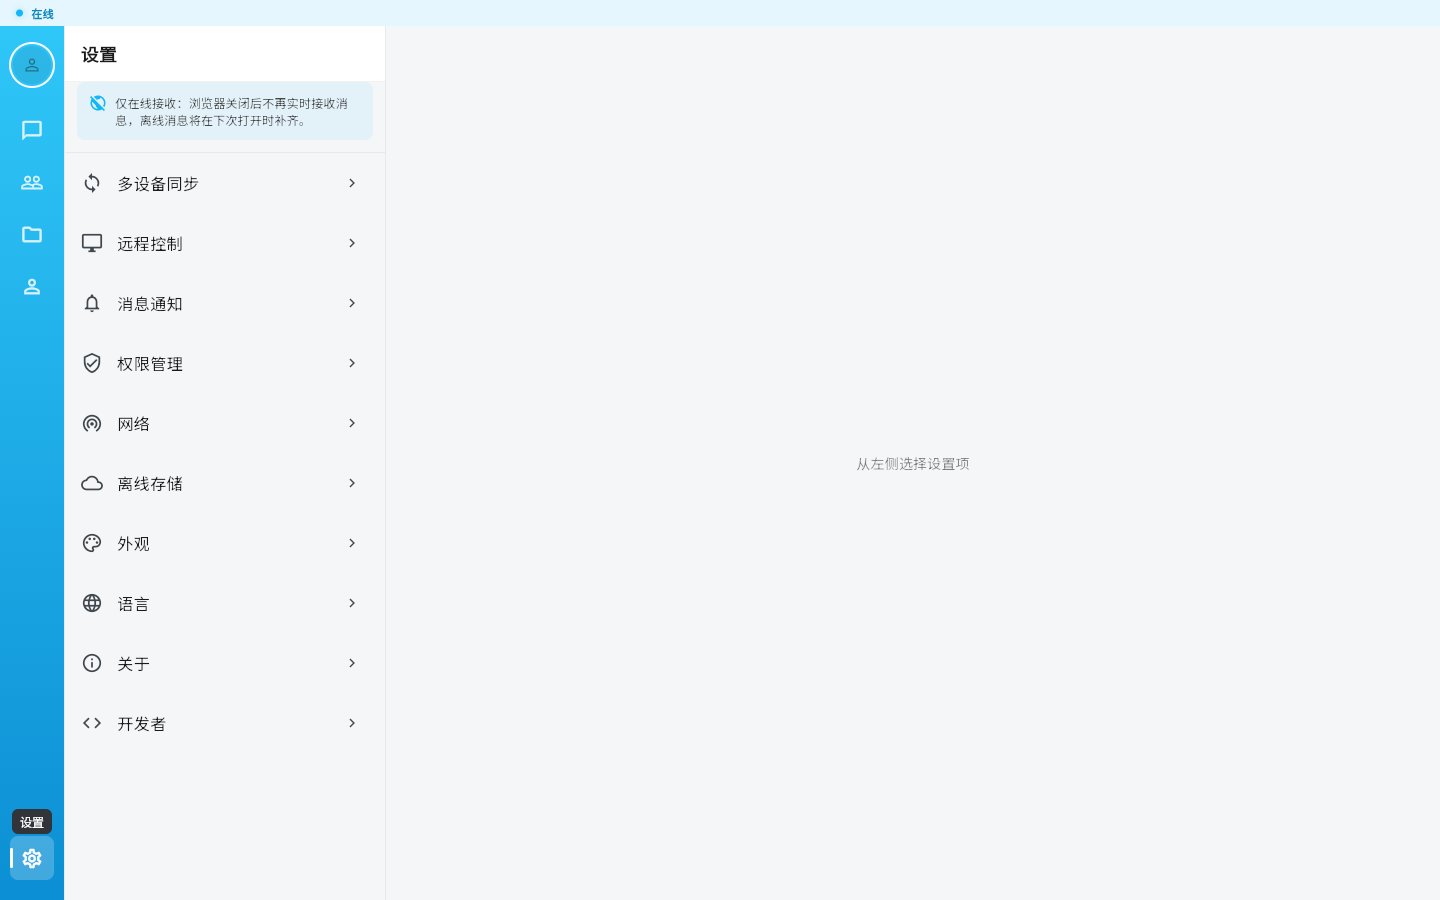 在线
设置
仅在线接收：浏览器关闭后不再实时接收消
息，离线消息将在下次打开时补齐。
多设备同步
远程控制
消息通知
权限管理
网络
离线存储
外观
语言
关于
开发者
从左侧选择设置项
设置